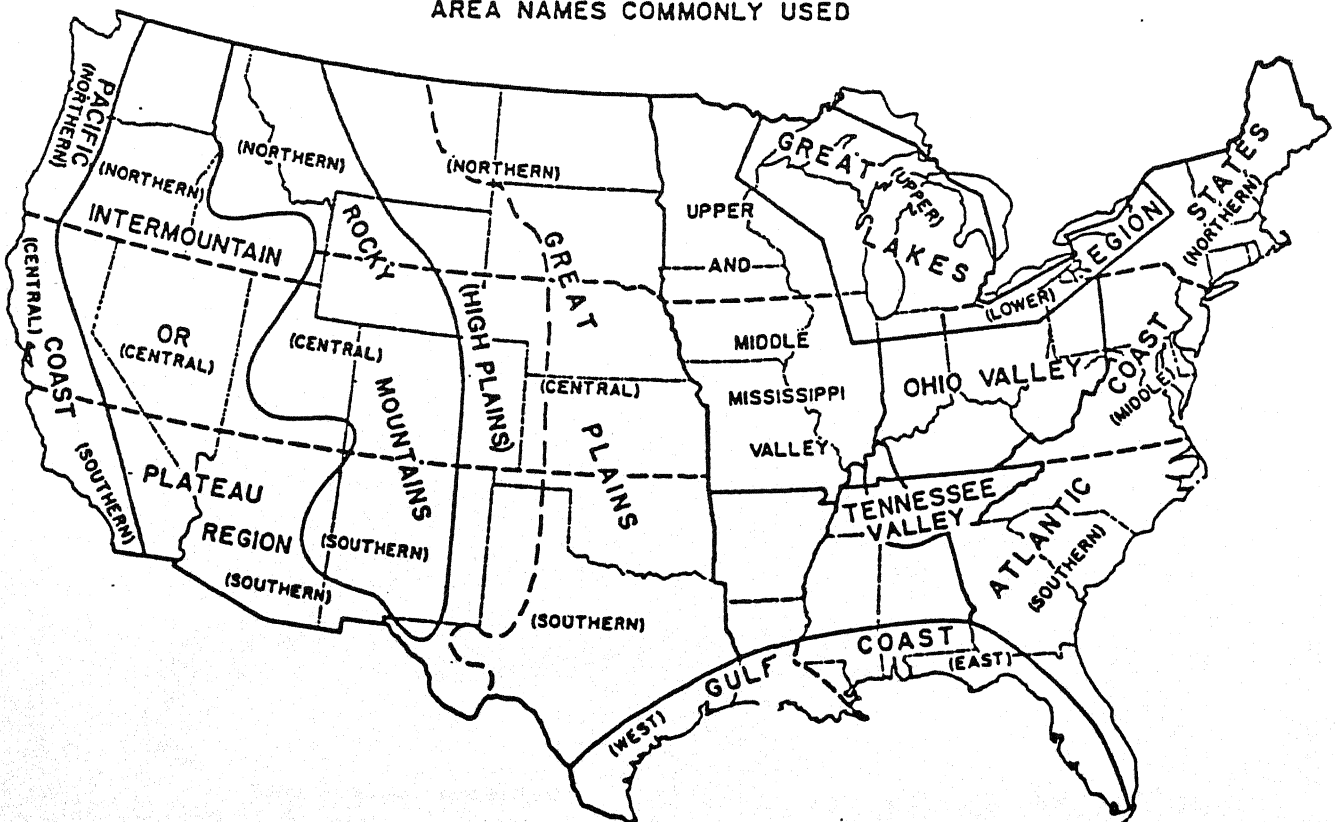 AREA NAMES COMMONLY USED
PACIFIC
(NORTHERN)
(CENTRAL)
COAST
(SOUTHERN)
(NORTHERN)
INTERMOUNTAIN
OR
(CENTRAL)
PLATEAU
REGION
(SOUTHERN)
(NORTHERN)
ROCKY
(CENTRAL)
MOUNTAINS
(SOUTHERN)
(NORTHERN)
GREAT
(HIGH PLAINS)
(CENTRAL)
PLAINS
(SOUTHERN)
UPPER
AND
MIDDLE
MISSISSIPPI
VALLEY
GREAT
(UPPER)
LAKES
(LOWER)
REGION
OHIO VALLEY
TENNESSEE
VALLEY
STATES
(NORTHERN)
COAST
(MIDDLE)
ATLANTIC
(SOUTHERN)
(WEST)
GULF
COAST
(EAST)